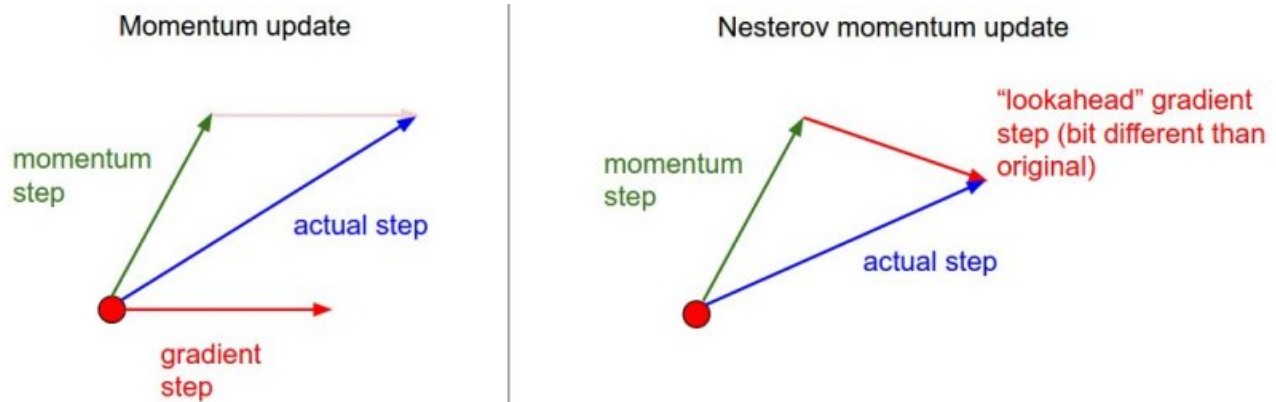 Momentum update
momentum
step
actual step
gradient
step
Nesterov momentum update
“lookahead” gradient
step (bit different than
original)
momentum
step
actual step